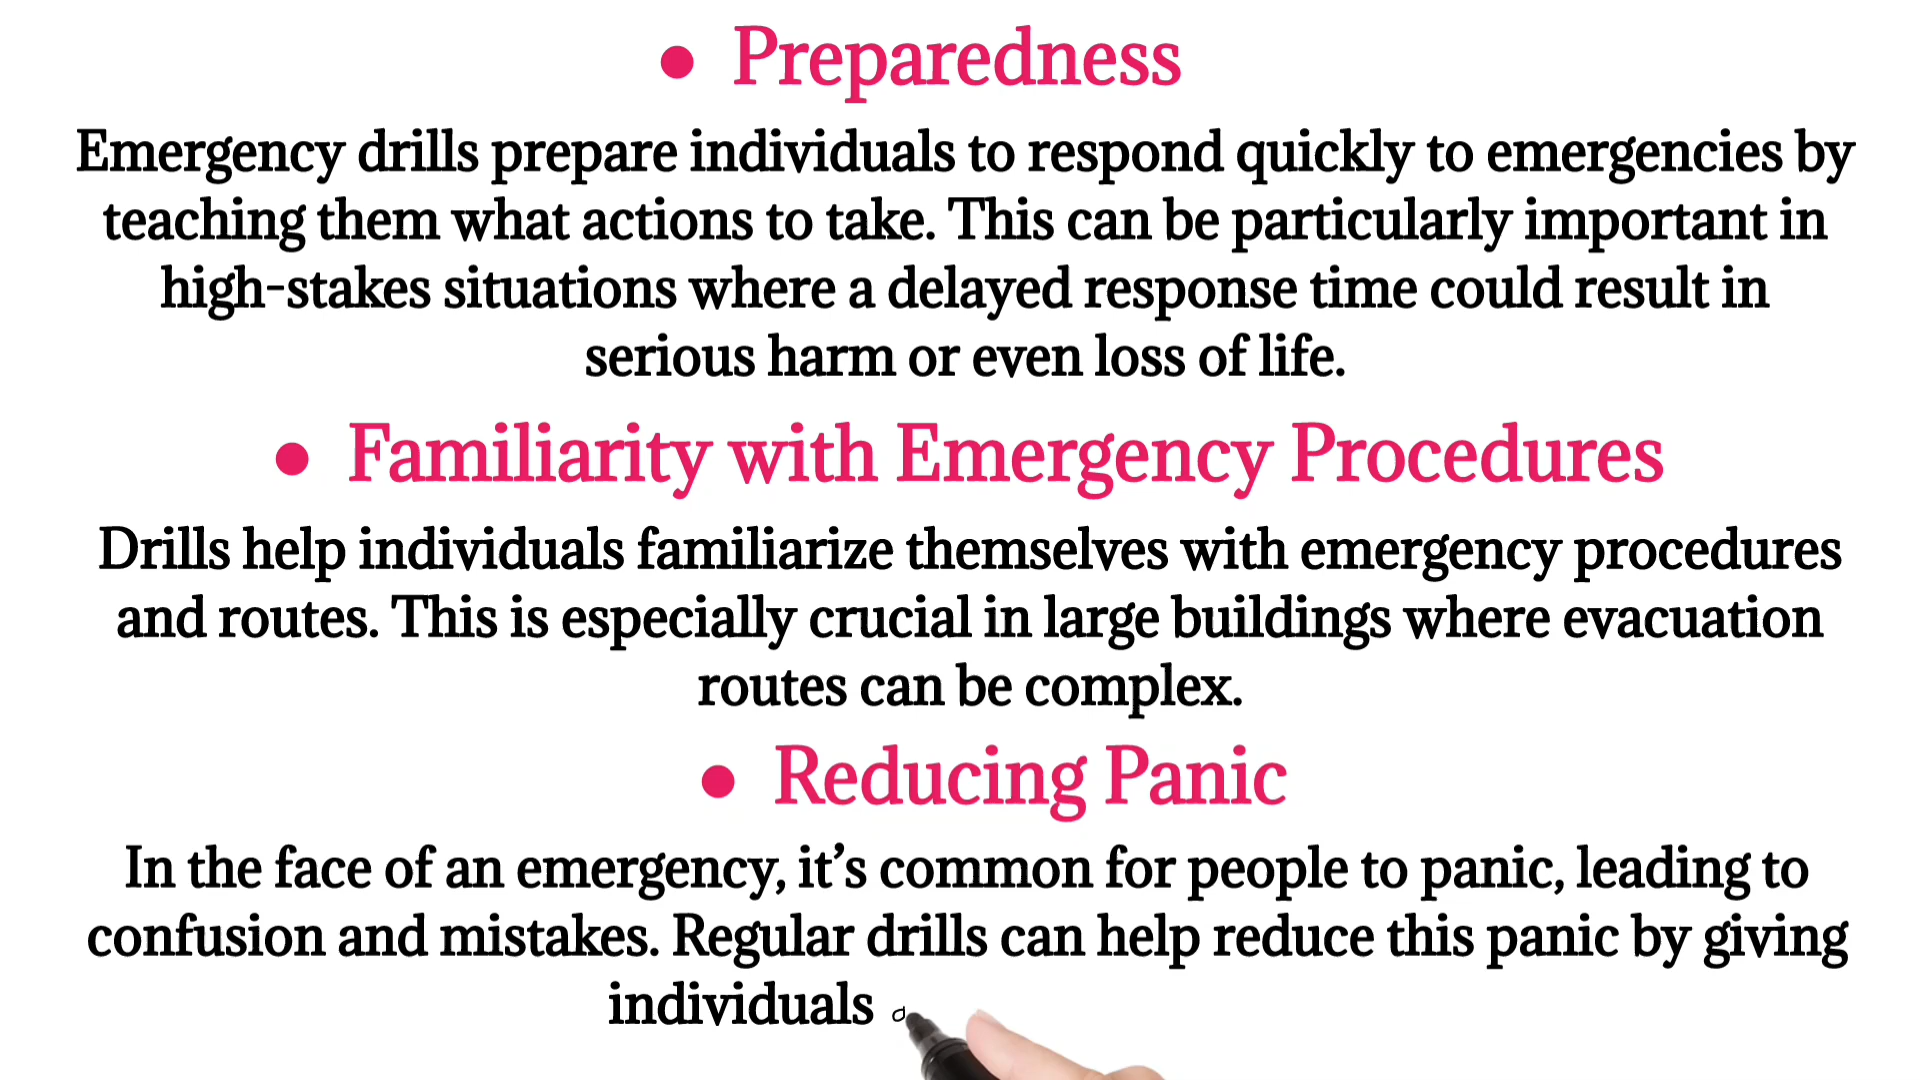 • Preparedness
Emergency drills prepare individuals to respond quickly to emergencies by
teaching them what actions to take. This can be particularly important in
high-stakes situations where a delayed response time could result in
serious harm or even loss of life.
• Familiarity with Emergency Procedures
Drills help individuals familiarize themselves with emergency procedures
and routes. This is especially crucial in large buildings where evacuation
routes can be complex.
• Reducing Panic
In the face of an emergency, it’s common for people to panic, leading to
confusion and mistakes. Regular drills can help reduce this panic by giving
individuals